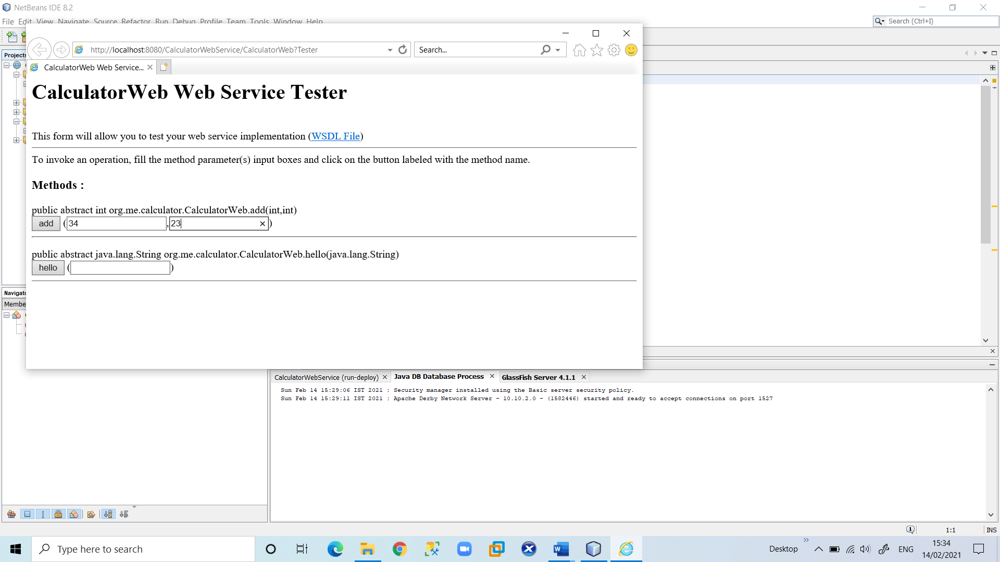 NetBeans IDE 8.2
File Edit View Navigate Source Refactor Run Debug Profile Team Tools Window Help
Search (Ctrl+I)
http://localhost:8080/CalculatorWebService/CalculatorWeb?Tester
Search...
Projects
CalculatorWeb Web Service...
CalculatorWeb Web Service Tester
This form will allow you to test your web service implementation (WSDL File)
To invoke an operation, fill the method parameter(s) input boxes and click on the button labeled with the method name.
Methods :
public abstract int org.me.calculator.CalculatorWeb.add(int,int)
add (34 ,23 )
public abstract java.lang.String org.me.calculator.CalculatorWeb.hello(java.lang.String)
hello ( )
Navigato
Membe
CalculatorWebService (run-deploy) Java DB Database Process GlassFish Server 4.1.1
Sun Feb 14 15:29:06 IST 2021 : Security manager installed using the Basic server security policy.
Sun Feb 14 15:29:11 IST 2021 : Apache Derby Network Server - 10.10.2.0 - (1582446) started and ready to accept connections on port 1527
1:1 INS
Type here to search
Desktop
ENG
15:34
14/02/2021